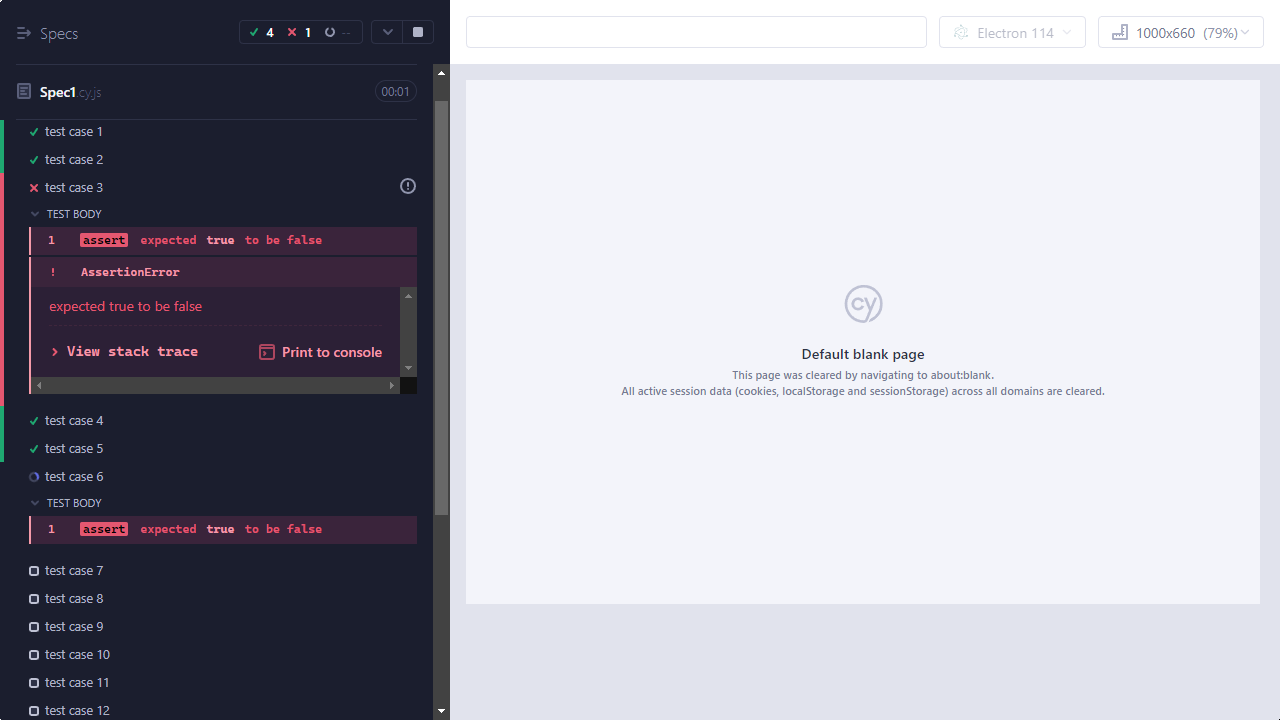 Specs
4 1 --
Electron 114
1000x660 (79%)
Spec1.cy.js
00:01
test case 1
test case 2
test case 3
TEST BODY
1 assert expected true to be false
! AssertionError
expected true to be false
View stack trace
Print to console
test case 4
test case 5
test case 6
TEST BODY
1 assert expected true to be false
test case 7
test case 8
test case 9
test case 10
test case 11
test case 12
cy
Default blank page
This page was cleared by navigating to about:blank.
All active session data (cookies, localStorage and sessionStorage) across all domains are cleared.